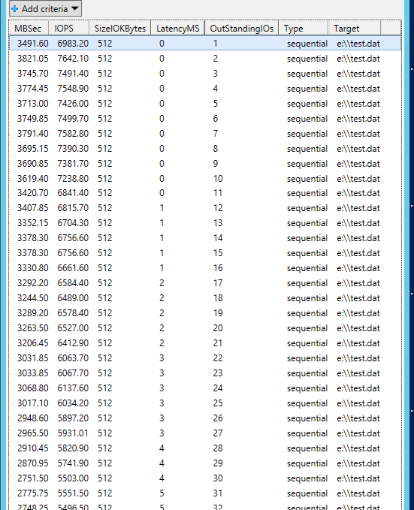 Add criteria
MBSec IOPS SizeIOKBytes LatencyMS OutStandingIOs Type Target
3491.60 6983.20 512 0 1 sequential e:\\test.dat
3821.05 7642.10 512 0 2 sequential e:\\test.dat
3745.70 7491.40 512 0 3 sequential e:\\test.dat
3774.45 7548.90 512 0 4 sequential e:\\test.dat
3713.00 7426.00 512 0 5 sequential e:\\test.dat
3749.85 7499.70 512 0 6 sequential e:\\test.dat
3791.40 7582.80 512 0 7 sequential e:\\test.dat
3695.15 7390.30 512 0 8 sequential e:\\test.dat
3690.85 7381.70 512 0 9 sequential e:\\test.dat
3619.40 7238.80 512 0 10 sequential e:\\test.dat
3420.70 6841.40 512 0 11 sequential e:\\test.dat
3407.85 6815.70 512 1 12 sequential e:\\test.dat
3352.15 6704.30 512 1 13 sequential e:\\test.dat
3378.30 6756.60 512 1 14 sequential e:\\test.dat
3378.30 6756.60 512 1 15 sequential e:\\test.dat
3330.80 6661.60 512 1 16 sequential e:\\test.dat
3292.20 6584.40 512 2 17 sequential e:\\test.dat
3244.50 6489.00 512 2 18 sequential e:\\test.dat
3289.20 6578.40 512 2 19 sequential e:\\test.dat
3263.50 6527.00 512 2 20 sequential e:\\test.dat
3206.45 6412.90 512 2 21 sequential e:\\test.dat
3031.85 6063.70 512 3 22 sequential e:\\test.dat
3033.85 6067.70 512 3 23 sequential e:\\test.dat
3068.80 6137.60 512 3 24 sequential e:\\test.dat
3017.10 6034.20 512 3 25 sequential e:\\test.dat
2948.60 5897.20 512 3 26 sequential e:\\test.dat
2965.50 5931.01 512 3 27 sequential e:\\test.dat
2910.45 5820.90 512 4 28 sequential e:\\test.dat
2870.95 5741.90 512 4 29 sequential e:\\test.dat
2751.50 5503.00 512 4 30 sequential e:\\test.dat
2775.75 5551.50 512 5 31 sequential e:\\test.dat
2748.25 5496.50 512 5 32 sequential e:\\test.dat